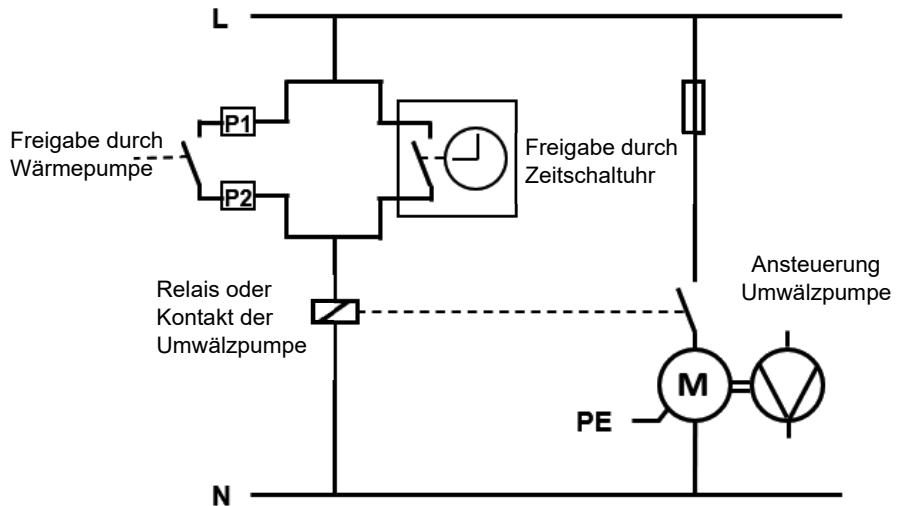 L
P1
Freigabe durch
Wärmepumpe
P2
Freigabe durch
Zeitschaltuhr
Relais oder
Kontakt der
Umwälzpumpe
Ansteuerung
Umwälzpumpe
M
PE
N